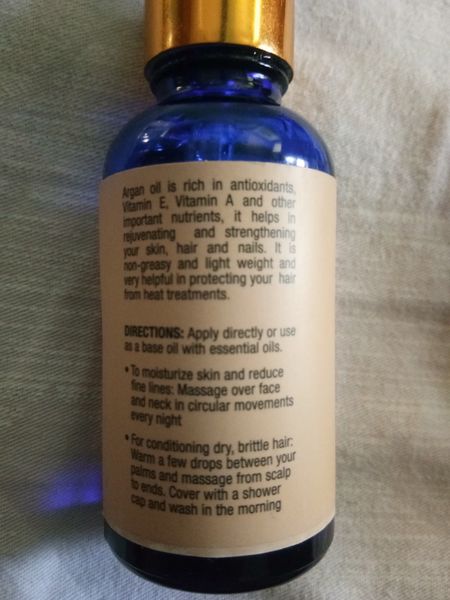 Argan oil is rich in antioxidants,
Vitamin E, Vitamin A and other
important nutrients, it helps in
rejuvenating and strengthening
your skin, hair and nails. It is
non-greasy and light weight and
very helpful in protecting your hair
from heat treatments.
DIRECTIONS: Apply directly or use
as a base oil with essential oils.
• To moisturize skin and reduce
fine lines: Massage over face
and neck in circular movements
every night
• For conditioning dry, brittle hair:
Warm a few drops between your
palms and massage from scalp
to ends. Cover with a shower
cap and wash in the morning